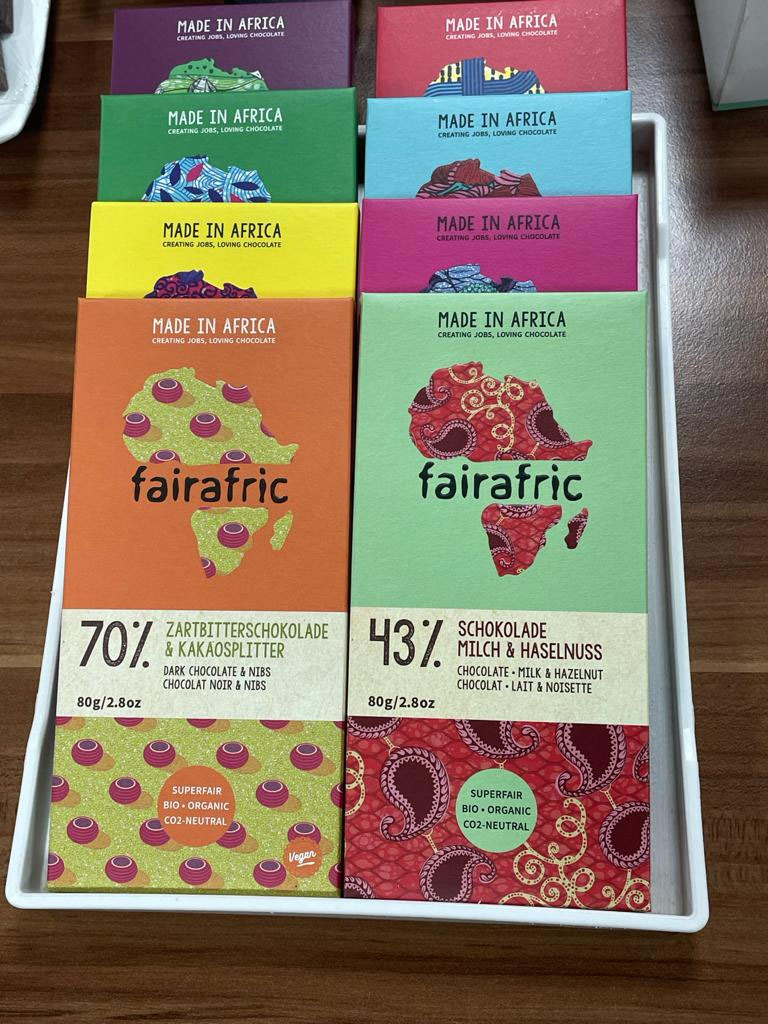 MADE IN AFRICA
CREATING JOBS, LOVING CHOCOLATE
MADE IN AFRICA
CREATING JOBS, LOVING CHOCOLATE
MADE IN AFRICA
CREATING JOBS, LOVING CHOCOLATE
MADE IN AFRICA
CREATING JOBS, LOVING CHOCOLATE
MADE IN AFRICA
CREATING JOBS, LOVING CHOCOLATE
MADE IN AFRICA
CREATING JOBS, LOVING CHOCOLATE
MADE IN AFRICA
CREATING JOBS, LOVING CHOCOLATE
fairafric
70% ZARTBITTERSCHOKOLADE
& KAKAOSPLITTER
DARK CHOCOLATE & NIBS
CHOCOLAT NOIR & NIBS
80g/2.8oz
SUPERFAIR
BIO • ORGANIC
CO2-NEUTRAL
Vegan
MADE IN AFRICA
CREATING JOBS, LOVING CHOCOLATE
fairafric
43% SCHOKOLADE
MILCH & HASELNUSS
CHOCOLATE • MILK & HAZELNUT
CHOCOLAT • LAIT & NOISETTE
80g/2.8oz
SUPERFAIR
BIO • ORGANIC
CO2-NEUTRAL